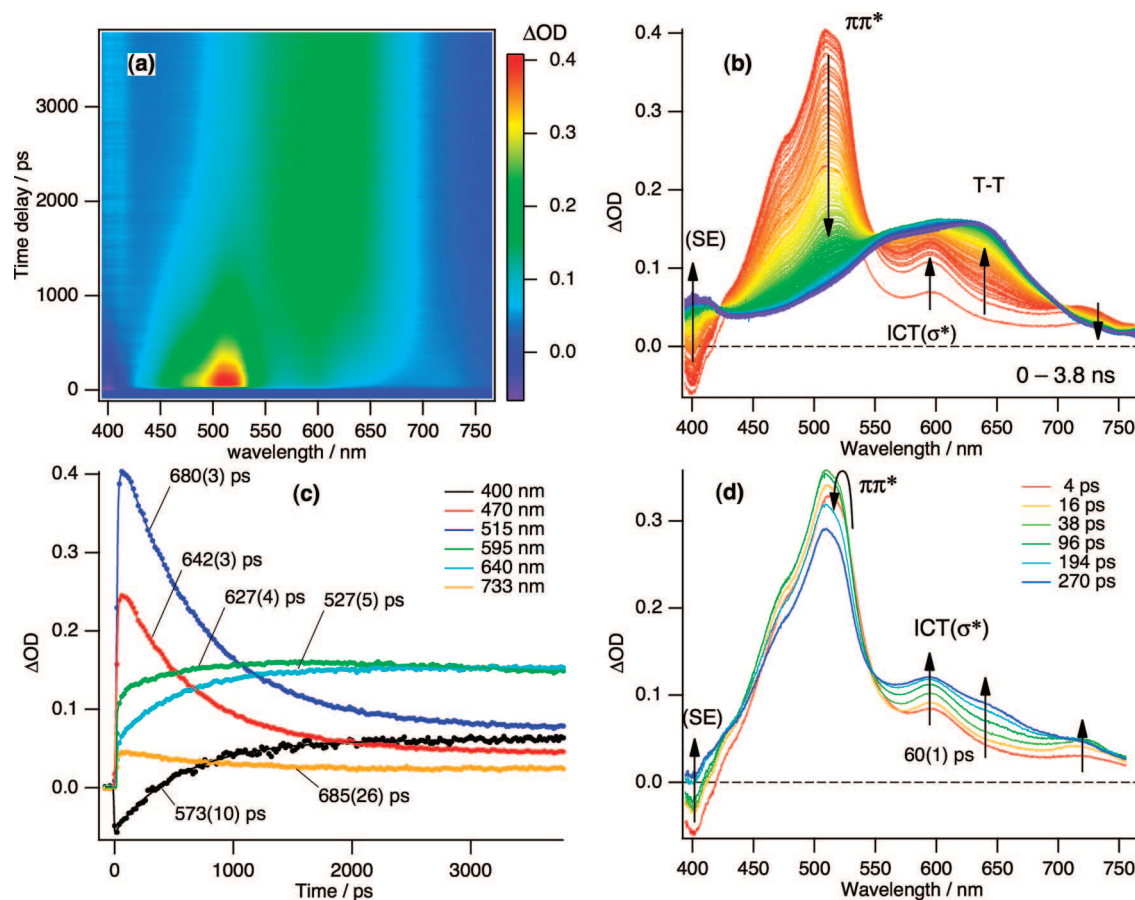 (a)
ΔOD
0.4
0.3
0.2
0.1
0.0
Time delay / ps
3000
2000
1000
0
400 450 500 550 600 650 700 750
wavelength / nm
(b)
ππ*
T-T
(SE)
ICT(σ*)
0 – 3.8 ns
ΔOD
0.4
0.3
0.2
0.1
0.0
400 450 500 550 600 650 700 750
Wavelength / nm
(c)
680(3) ps
642(3) ps
627(4) ps
527(5) ps
685(26) ps
573(10) ps
400 nm
470 nm
515 nm
595 nm
640 nm
733 nm
ΔOD
0.4
0.3
0.2
0.1
0.0
0 1000 2000 3000
Time / ps
(d)
ππ*
4 ps
16 ps
38 ps
96 ps
194 ps
270 ps
ICT(σ*)
(SE)
60(1) ps
ΔOD
0.3
0.2
0.1
0.0
400 450 500 550 600 650 700 750
Wavelength / nm